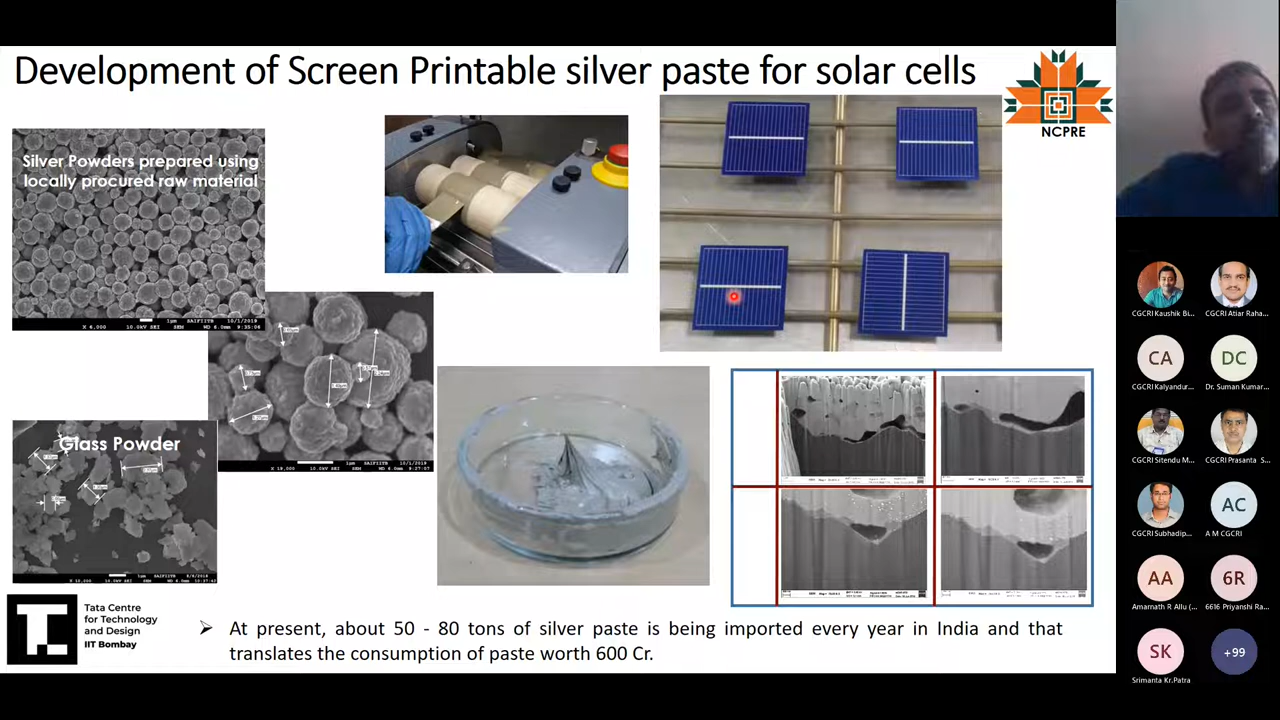 Development of Screen Printable silver paste for solar cells
NCPRE
Silver Powders prepared using
locally procured raw material
Glass Powder
Tata Centre
for Technology
and Design
IIT Bombay
➢ At present, about 50 - 80 tons of silver paste is being imported every year in India and that
translates the consumption of paste worth 600 Cr.
CGCRI Kaushik Bi...
CGCRI Atiar Raha...
CA
DC
CGCRI Kalyandur...
Dr. Suman Kumar...
CGCRI Sitendu M...
CGCRI Prasanta S...
AC
CGCRI Subhadip...
A M CGCRI
AA
6R
Amarnath R Allu (...
6616 Priyanshi Ra...
SK
+99
Srimanta Kr.Patra